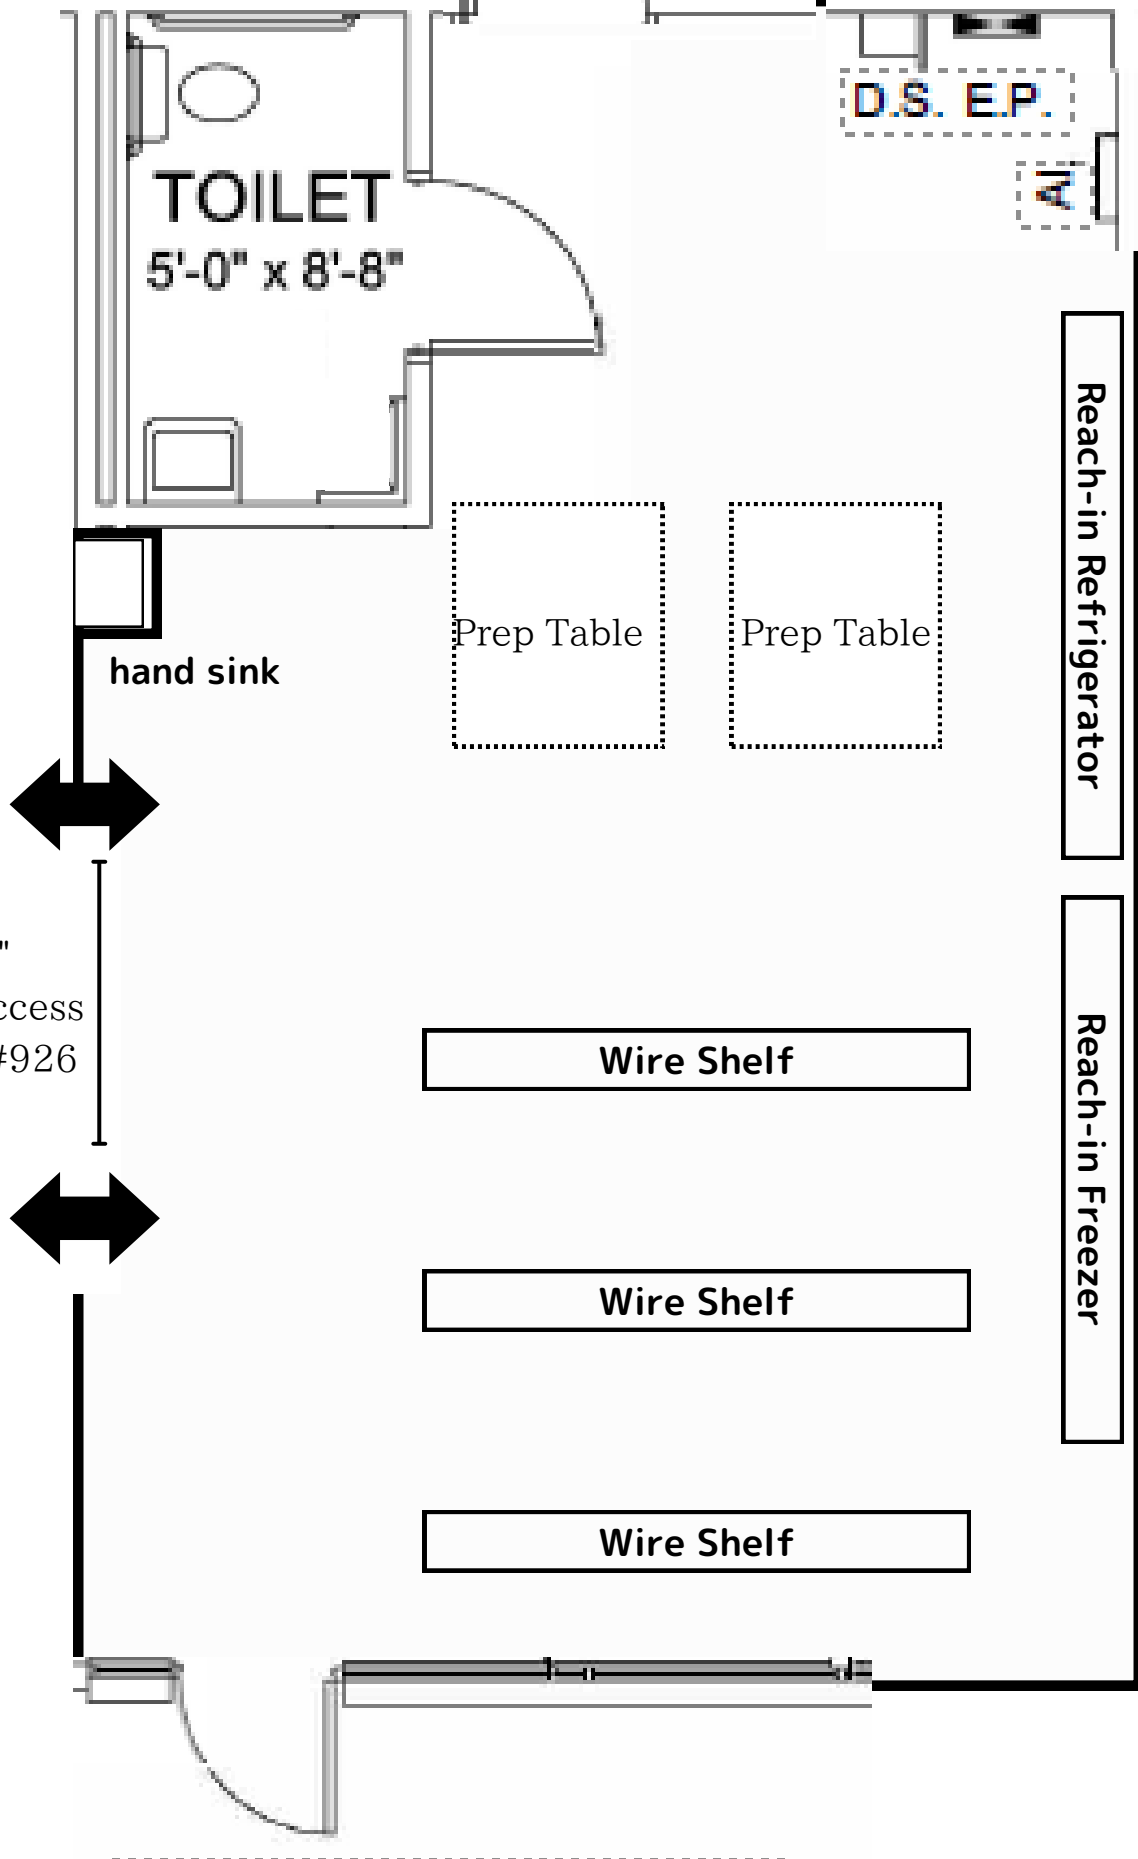 D.S. E.P.
A.
TOILET
5'-0" x 8'-8"
Reach-in Refrigerator
Prep Table
Prep Table
hand sink
"
ccess
#926
Reach-in Freezer
Wire Shelf
Wire Shelf
Wire Shelf